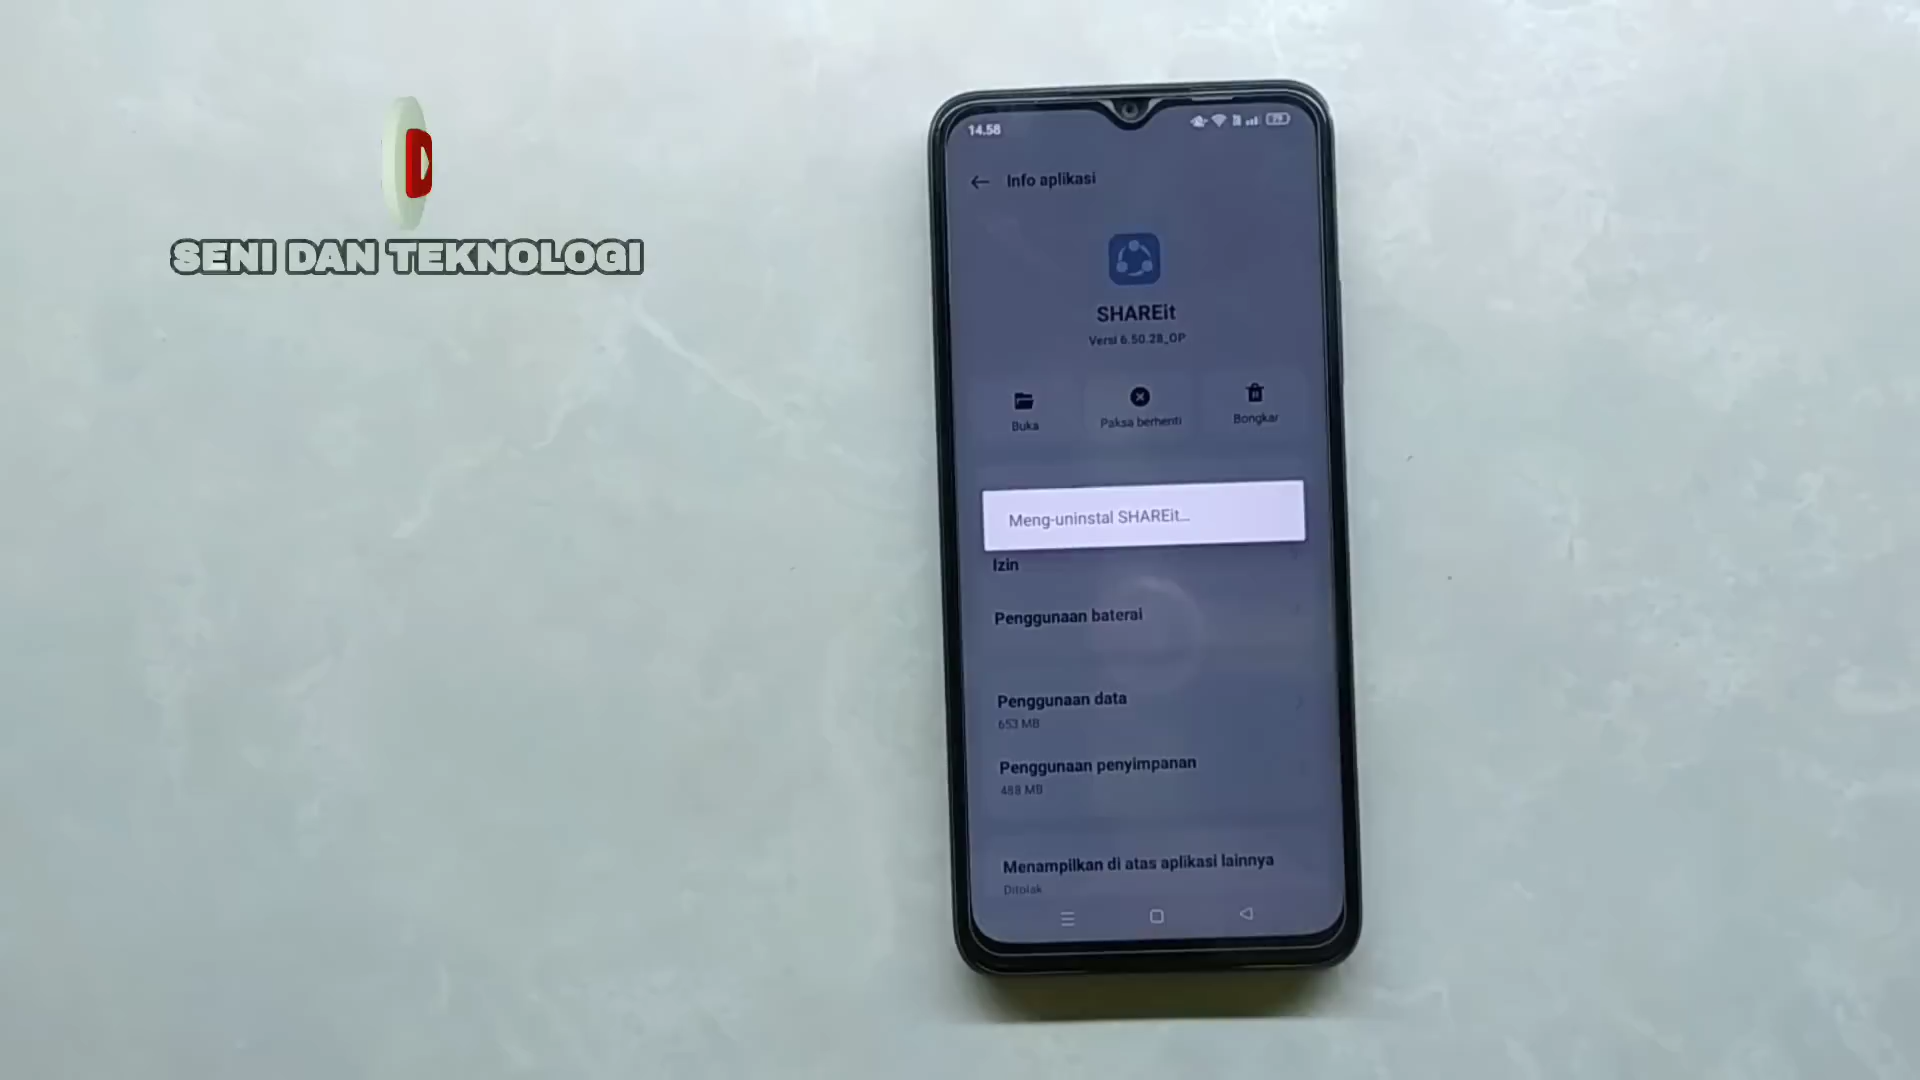 SENI DAN TEKNOLOGI
14.58
Info aplikasi
SHAREit
Versi 6.50.28_OP
Buka
Paksa berhenti
Bongkar
Meng-uninstal SHAREit...
Izin
Penggunaan baterai
Penggunaan data
653 MB
Penggunaan penyimpanan
488 MB
Menampilkan di atas aplikasi lainnya
Ditolak